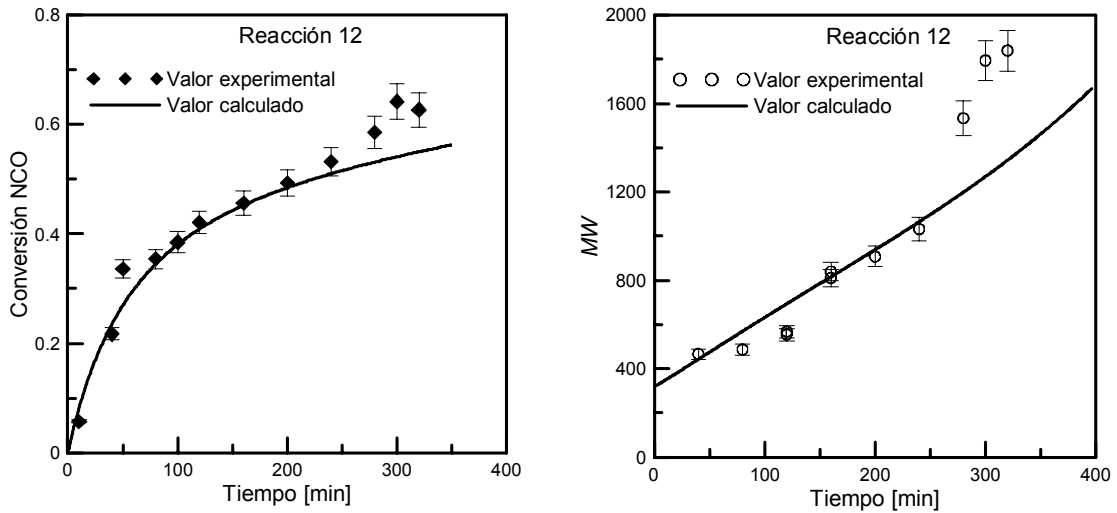 0.8
Reacción 12
Valor experimental
Valor calculado
0.6
0.4
0.2
0
Conversión NCO
0 100 200 300 400
Tiempo [min]
2000
Reacción 12
Valor experimental
Valor calculado
1600
1200
800
400
0
MW
0 100 200 300 400
Tiempo [min]